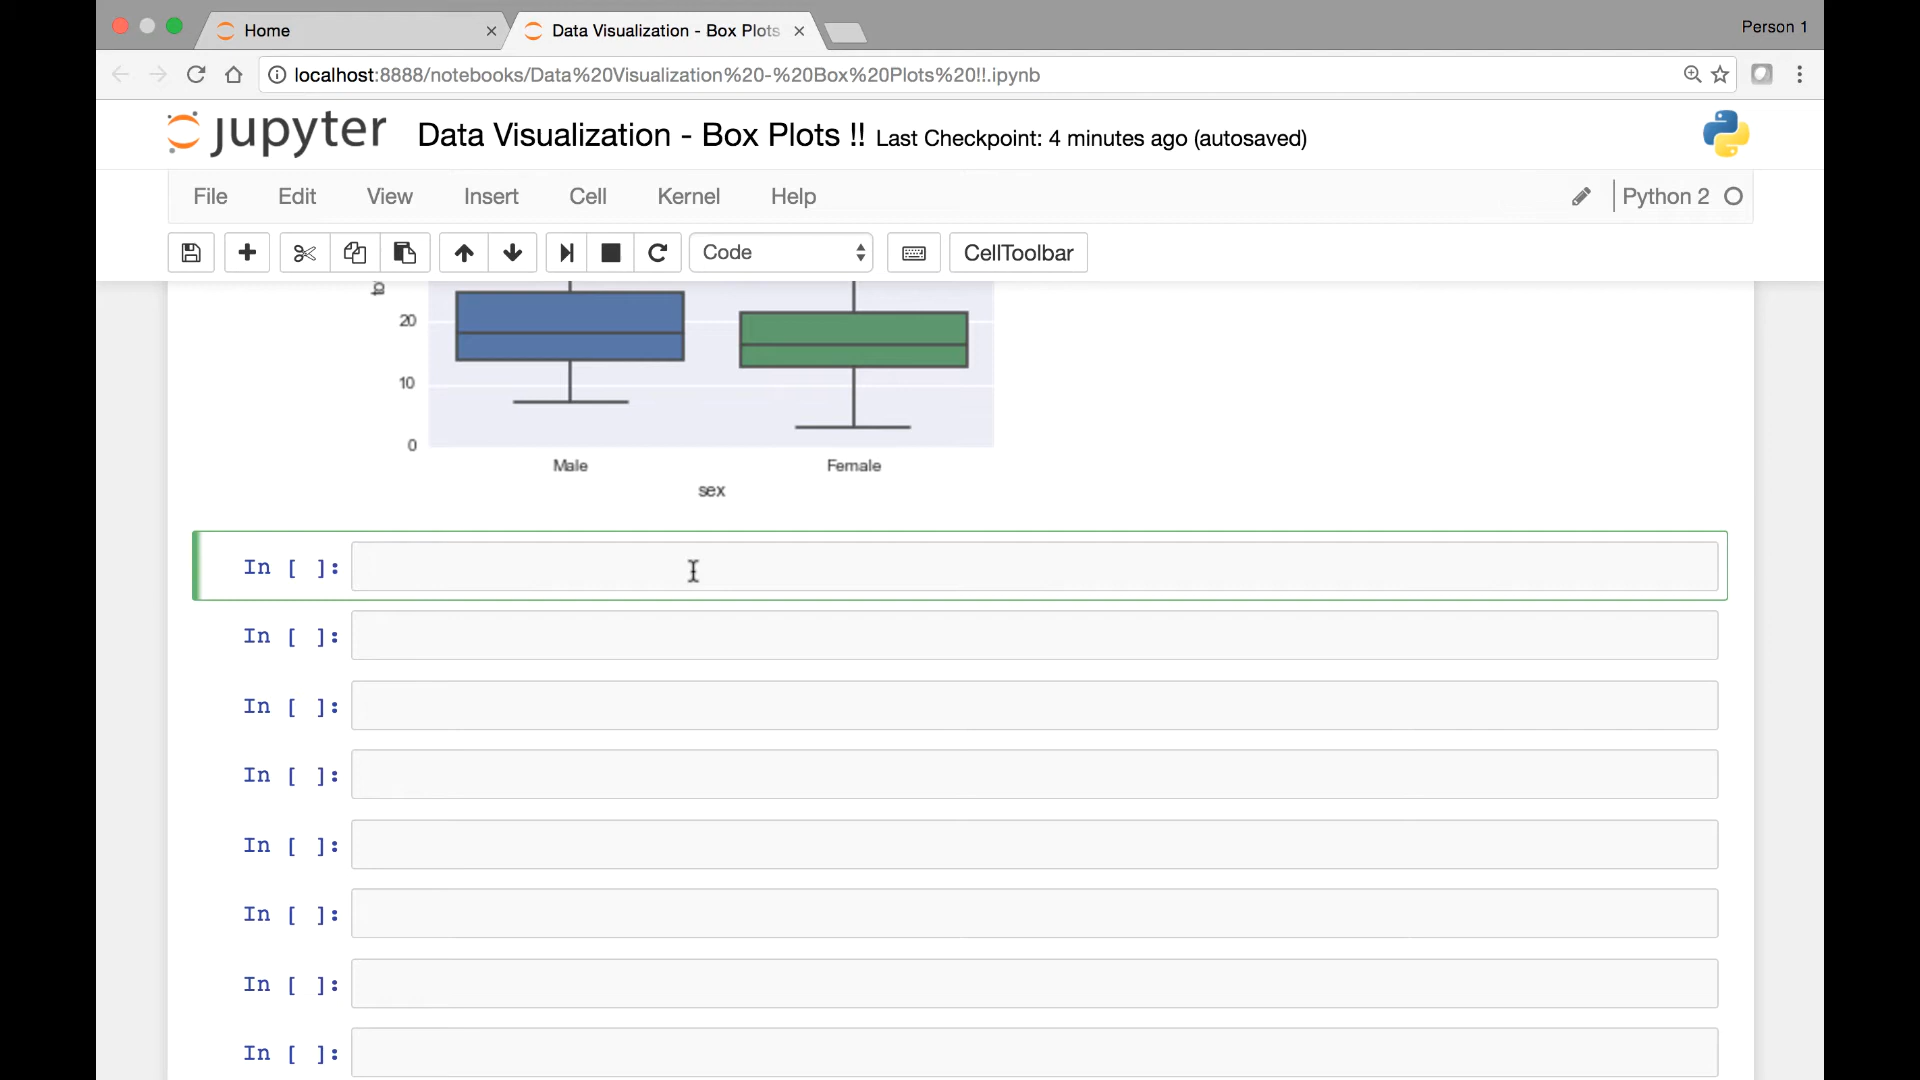 Home
Data Visualization - Box Plots
Person 1
localhost:8888/notebooks/Data%20Visualization%20-%20Box%20Plots%20!!.ipynb
jupyter Data Visualization - Box Plots !! Last Checkpoint: 4 minutes ago (autosaved)
File Edit View Insert Cell Kernel Help Python 2
Code CellToolbar
20
10
0
Male Female
sex
In [ ]:
In [ ]:
In [ ]:
In [ ]:
In [ ]:
In [ ]:
In [ ]:
In [ ]: